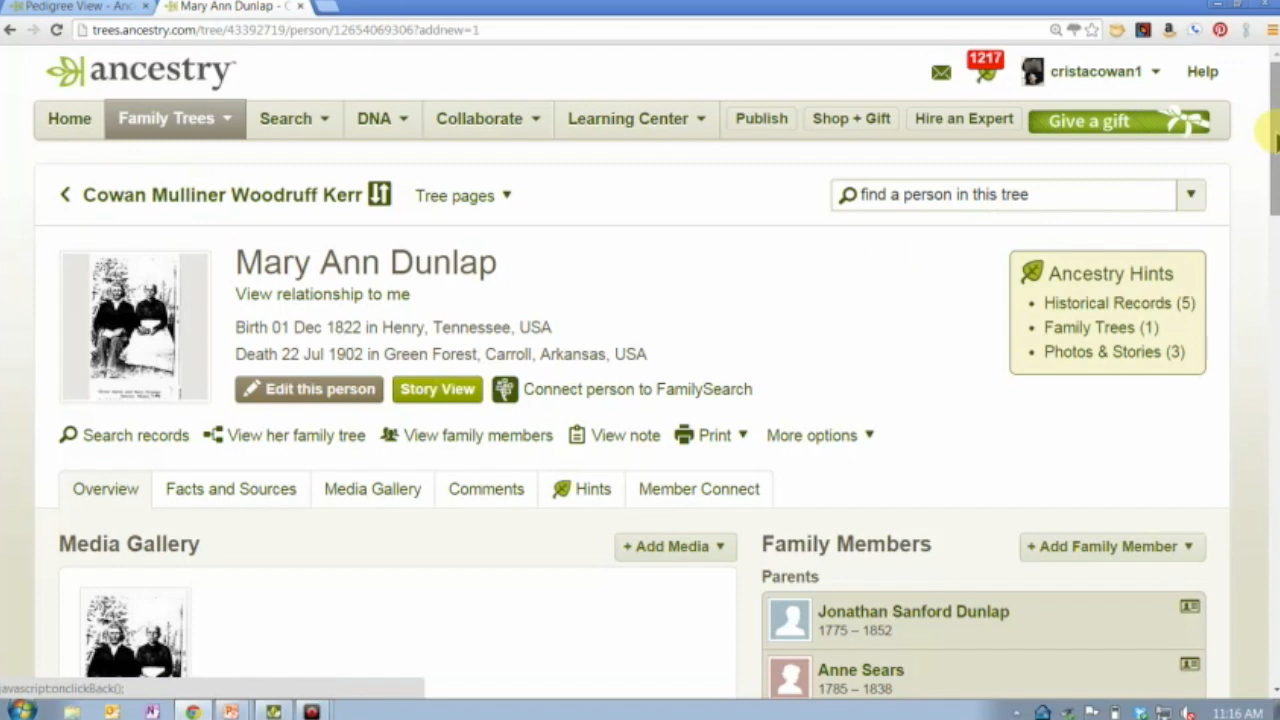 Pedigree View - Anc
Mary Ann Dunlap - C
trees.ancestry.com/tree/43392719/person/12654069306?addnew=1
ancestry
1217
cristacowan1
Help
Home
Family Trees
Search
DNA
Collaborate
Learning Center
Publish
Shop + Gift
Hire an Expert
Give a gift
Cowan Mulliner Woodruff Kerr
Tree pages
find a person in this tree
Mary Ann Dunlap
View relationship to me
Birth 01 Dec 1822 in Henry, Tennessee, USA
Death 22 Jul 1902 in Green Forest, Carroll, Arkansas, USA
Edit this person
Story View
Connect person to FamilySearch
Ancestry Hints
• Historical Records (5)
• Family Trees (1)
• Photos & Stories (3)
Search records
View her family tree
View family members
View note
Print
More options
Overview
Facts and Sources
Media Gallery
Comments
Hints
Member Connect
Media Gallery
+ Add Media
Family Members
+ Add Family Member
Parents
Jonathan Sanford Dunlap
1775 – 1852
Anne Sears
1785 – 1838
javascript:onclickBack();
11:16 AM